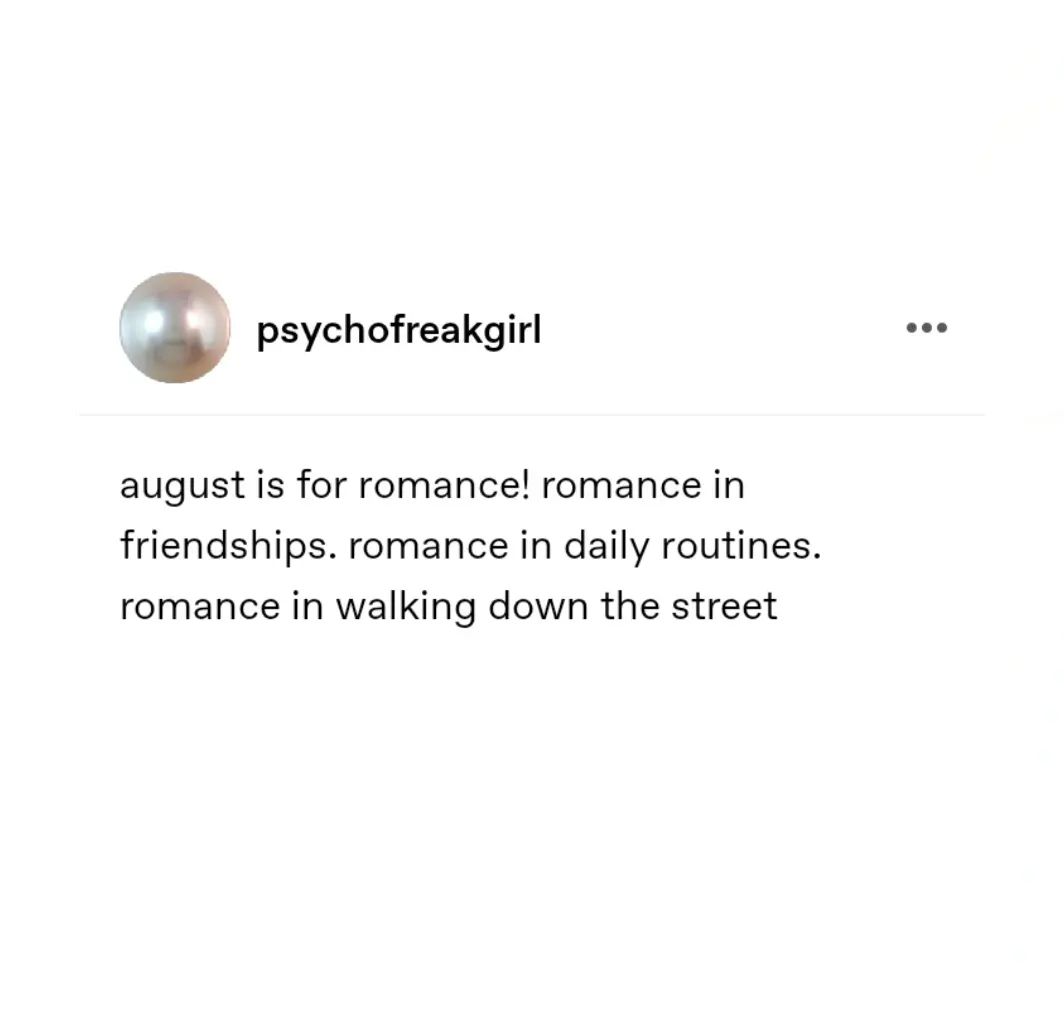 psychofreakgirl
august is for romance! romance in
friendships. romance in daily routines.
romance in walking down the street